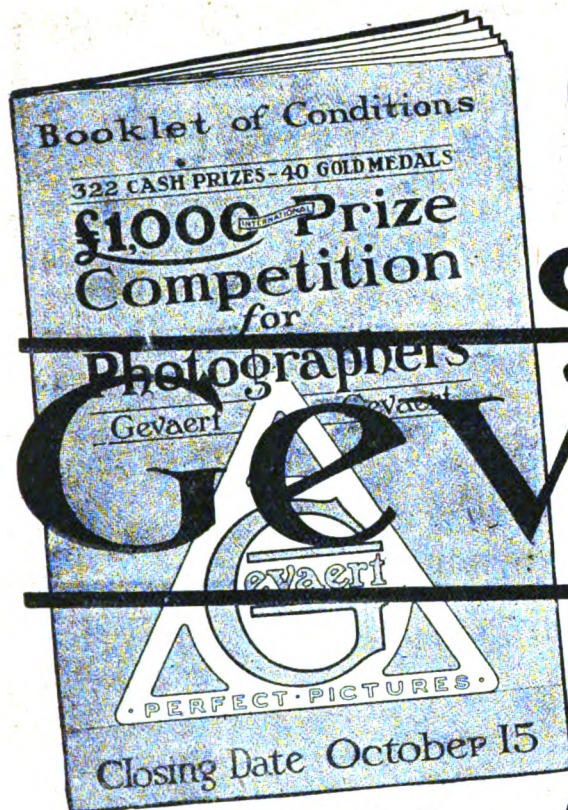 Booklet of Conditions
322 CASH PRIZES - 40 GOLD MEDALS
£1,000 INTERNATIONAL Prize
Competition
for
Photographers
Gevaert Gevaert
Gev
Gevaert
PERFECT · PICTURES ·
Closing Date October 15